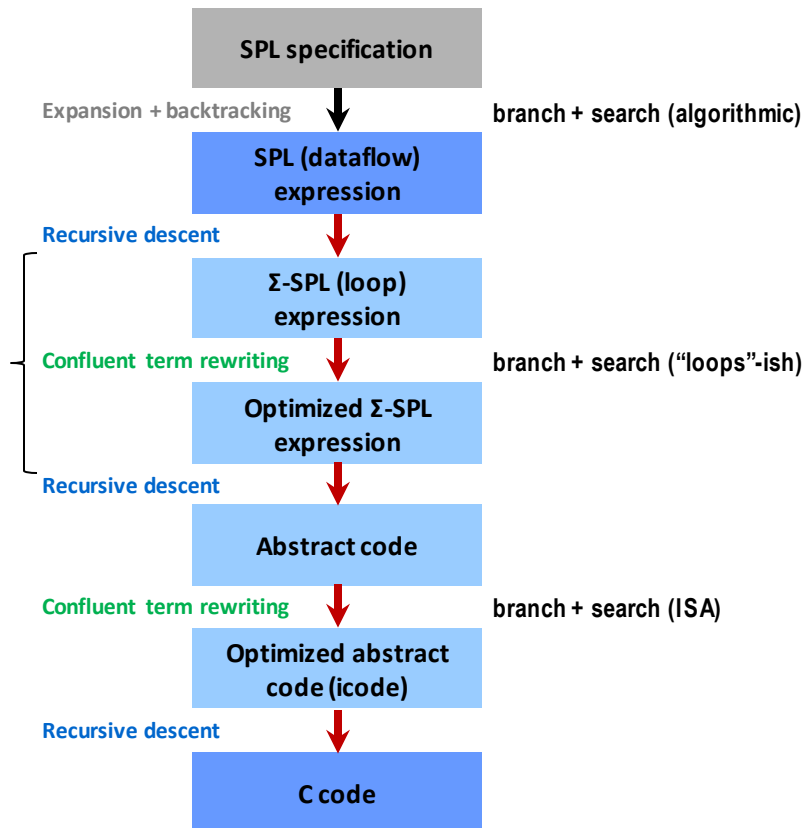 SPL specification
Expansion + backtracking
branch + search (algorithmic)
SPL (dataflow)
expression
Recursive descent
Σ-SPL (loop)
expression
Confluent term rewriting
branch + search (“loops”-ish)
Optimized Σ-SPL
expression
Recursive descent
Abstract code
Confluent term rewriting
branch + search (ISA)
Optimized abstract
code (icode)
Recursive descent
C code